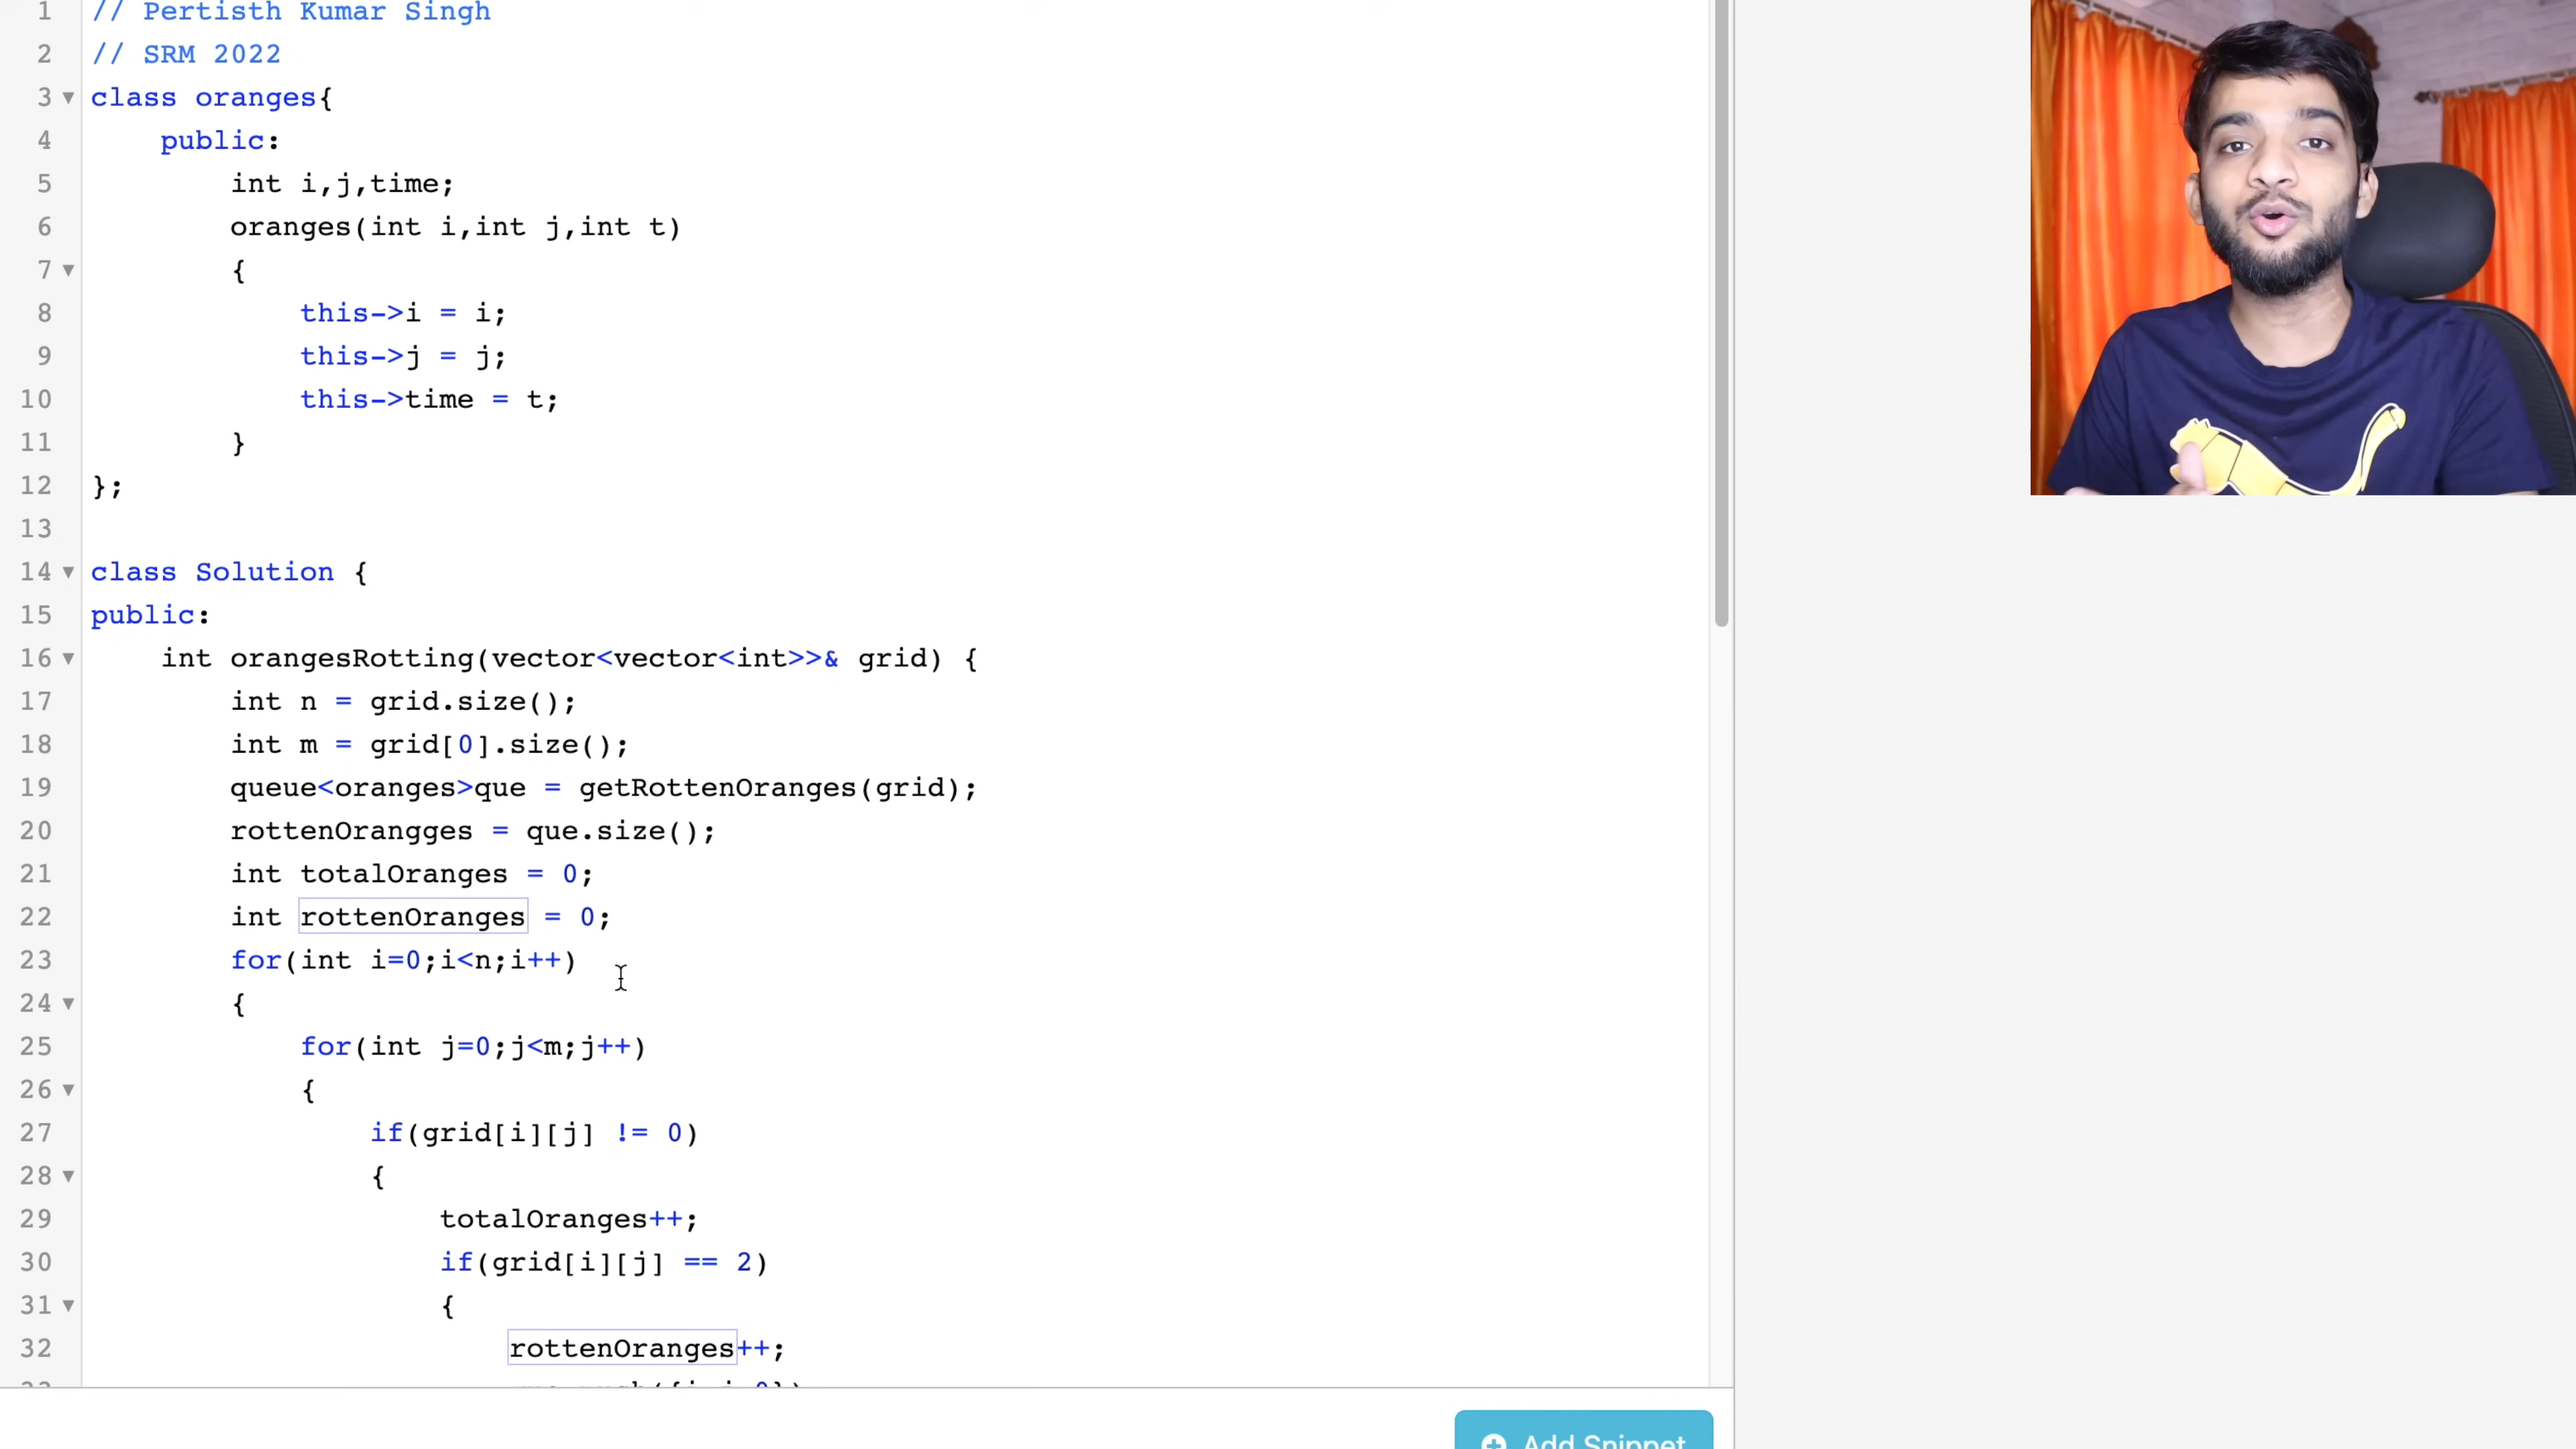 1 // Pertisth Kumar Singh
2 // SRM 2022
3 class oranges{
4 public:
5 int i,j,time;
6 oranges(int i,int j,int t)
7 {
8 this->i = i;
9 this->j = j;
10 this->time = t;
11 }
12 };
13
14 class Solution {
15 public:
16 int orangesRotting(vector<vector<int>>& grid) {
17 int n = grid.size();
18 int m = grid[0].size();
19 queue<oranges>que = getRottenOranges(grid);
20 rottenOrangges = que.size();
21 int totalOranges = 0;
22 int rottenOranges = 0;
23 for(int i=0;i<n;i++)
24 {
25 for(int j=0;j<m;j++)
26 {
27 if(grid[i][j] != 0)
28 {
29 totalOranges++;
30 if(grid[i][j] == 2)
31 {
32 rottenOranges++;
Add Snippet